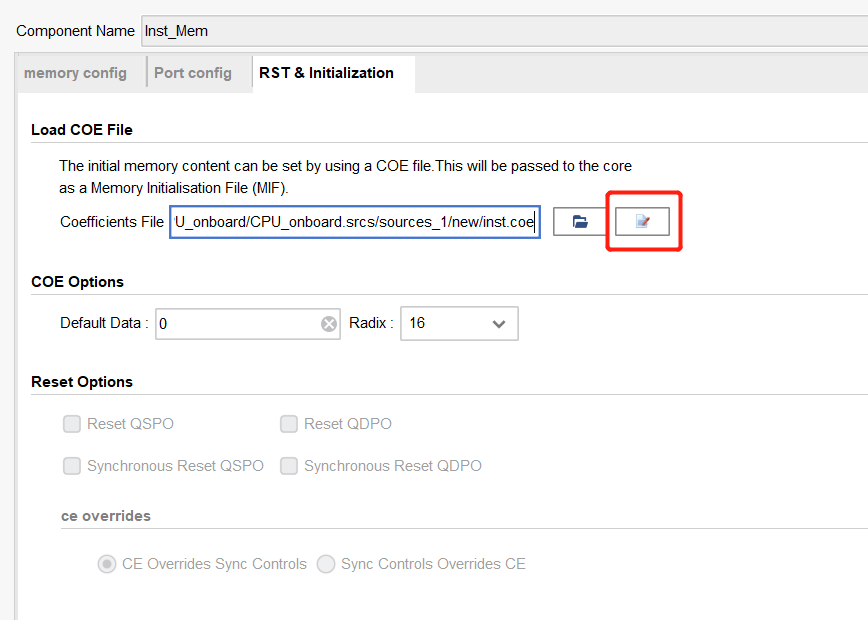 Component Name Inst_Mem
memory config Port config RST & Initialization
Load COE File
The initial memory content can be set by using a COE file.This will be passed to the core
as a Memory Initialisation File (MIF).
Coefficients File U_onboard/CPU_onboard.srcs/sources_1/new/inst.coe
COE Options
Default Data : 0 Radix : 16
Reset Options
Reset QSPO Reset QDPO
Synchronous Reset QSPO Synchronous Reset QDPO
ce overrides
CE Overrides Sync Controls Sync Controls Overrides CE